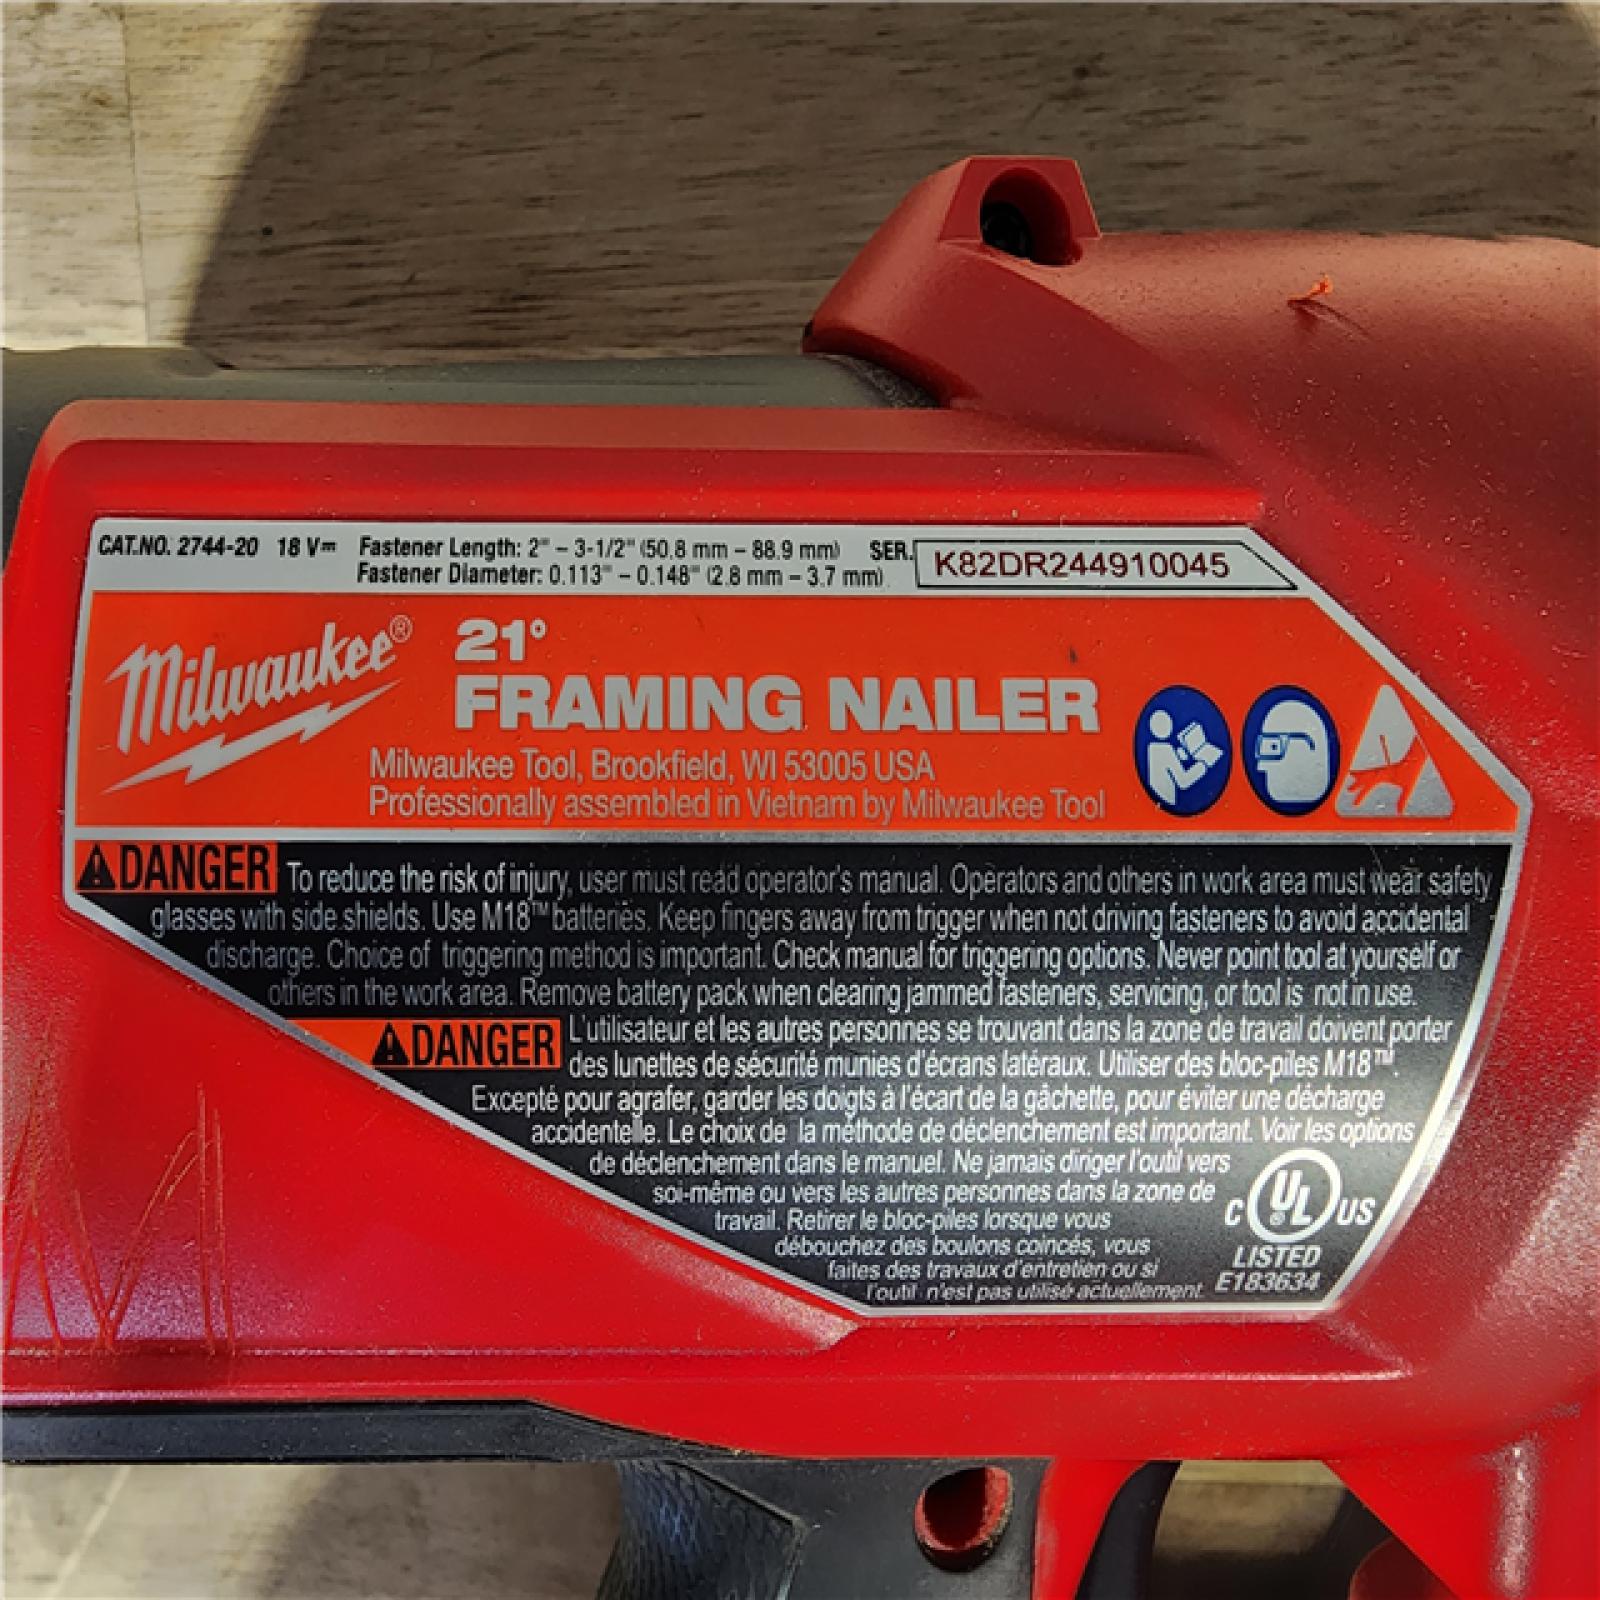 CAT.NO. 2744-20 18 V⎓ Fastener Length: 2" – 3-1/2" (50.8 mm – 88.9 mm) SER. K82DR244910045
Fastener Diameter: 0.113" – 0.148" (2.8 mm – 3.7 mm)
Milwaukee®
21°
FRAMING NAILER
Milwaukee Tool, Brookfield, WI 53005 USA
Professionally assembled in Vietnam by Milwaukee Tool
DANGER To reduce the risk of injury, user must read operator's manual. Operators and others in work area must wear safety
glasses with side shields. Use M18™ batteries. Keep fingers away from trigger when not driving fasteners to avoid accidental
discharge. Choice of triggering method is important. Check manual for triggering options. Never point tool at yourself or
others in the work area. Remove battery pack when clearing jammed fasteners, servicing, or tool is not in use.
DANGER L'utilisateur et les autres personnes se trouvant dans la zone de travail doivent porter
des lunettes de sécurité munies d'écrans latéraux. Utiliser des bloc-piles M18™.
Excepté pour agrafer, garder les doigts à l'écart de la gâchette, pour éviter une décharge
accidentelle. Le choix de la méthode de déclenchement est important. Voir les options
de déclenchement dans le manuel. Ne jamais diriger l'outil vers
soi-même ou vers les autres personnes dans la zone de
travail. Retirer le bloc-piles lorsque vous
débouchez des boulons coincés, vous
faites des travaux d'entretien ou si
l'outil n'est pas utilisé actuellement.
C UL® US
LISTED
E183634